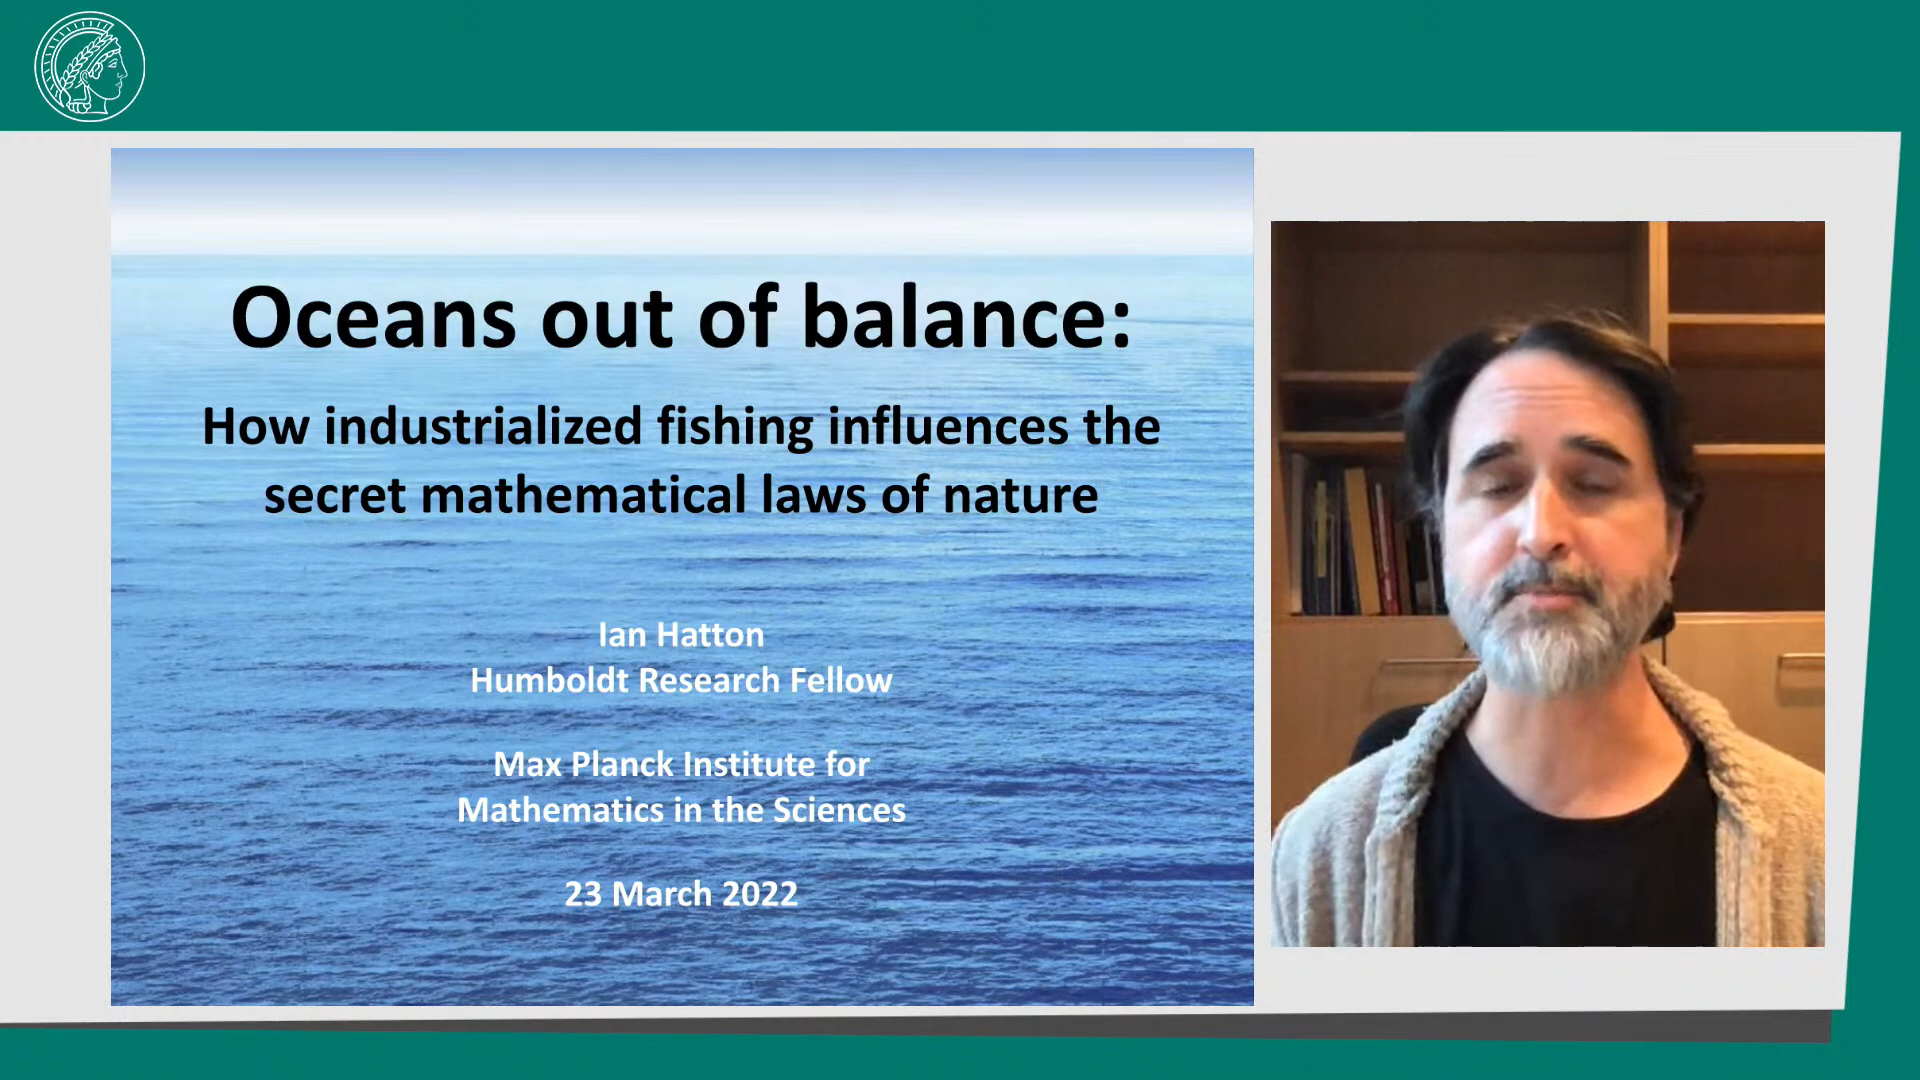 Oceans out of balance:
How industrialized fishing influences the
secret mathematical laws of nature
Ian Hatton
Humboldt Research Fellow
Max Planck Institute for
Mathematics in the Sciences
23 March 2022